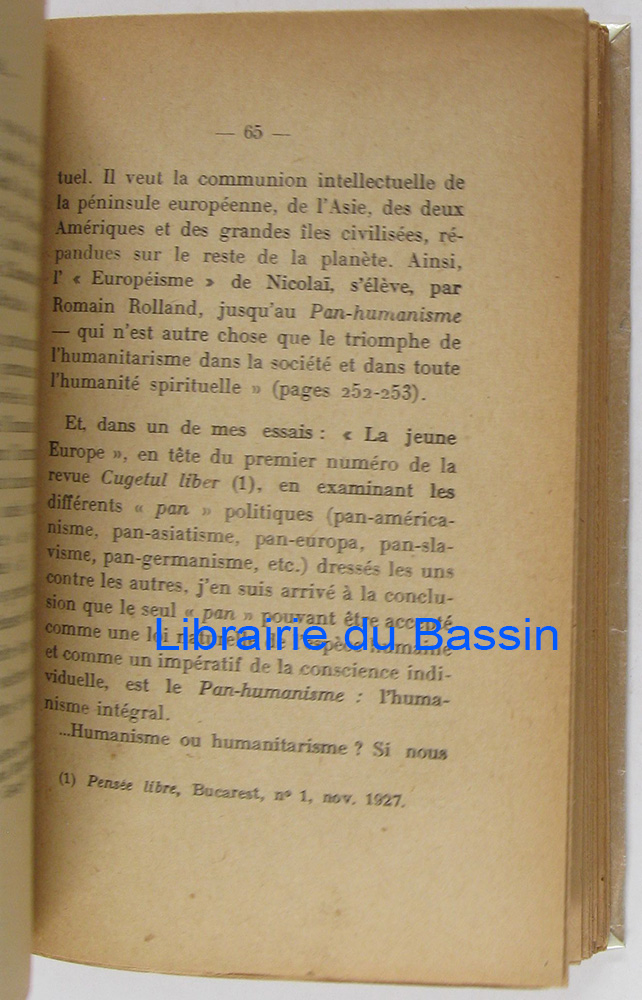 — 65 —
tuel. Il veut la communion intellectuelle de
la péninsule européenne, de l'Asie, des deux
Amériques et des grandes îles civilisées, ré-
pandues sur le reste de la planète. Ainsi,
l' « Européisme » de Nicolaï, s'élève, par
Romain Rolland, jusqu'au Pan-humanisme
— qui n'est autre chose que le triomphe de
l'humanitarisme dans la société et dans toute
l'humanité spirituelle » (pages 252-253).
Et, dans un de mes essais : « La jeune
Europe », en tête du premier numéro de la
revue Cugetul liber (1), en examinant les
différents « pan » politiques (pan-américa-
nisme, pan-asiatisme, pan-europa, pan-sla-
visme, pan-germanisme, etc.) dressés les uns
contre les autres, j'en suis arrivé à la conclu-
sion que le seul « pan » pouvant être accepté
comme une loi naturelle de l'espèce humaine
et comme un impératif de la conscience indi-
viduelle, est le Pan-humanisme : l'huma-
nisme intégral.
...Humanisme ou humanitarisme ? Si nous
(1) Pensée libre, Bucarest, n° 1, nov. 1927.
Librairie du Bassin